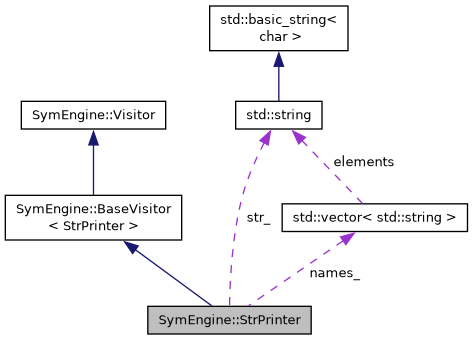 std::basic_string<
char >
SymEngine::Visitor
std::string
elements
SymEngine::BaseVisitor
< StrPrinter >
str_
std::vector< std::string >
names_
SymEngine::StrPrinter